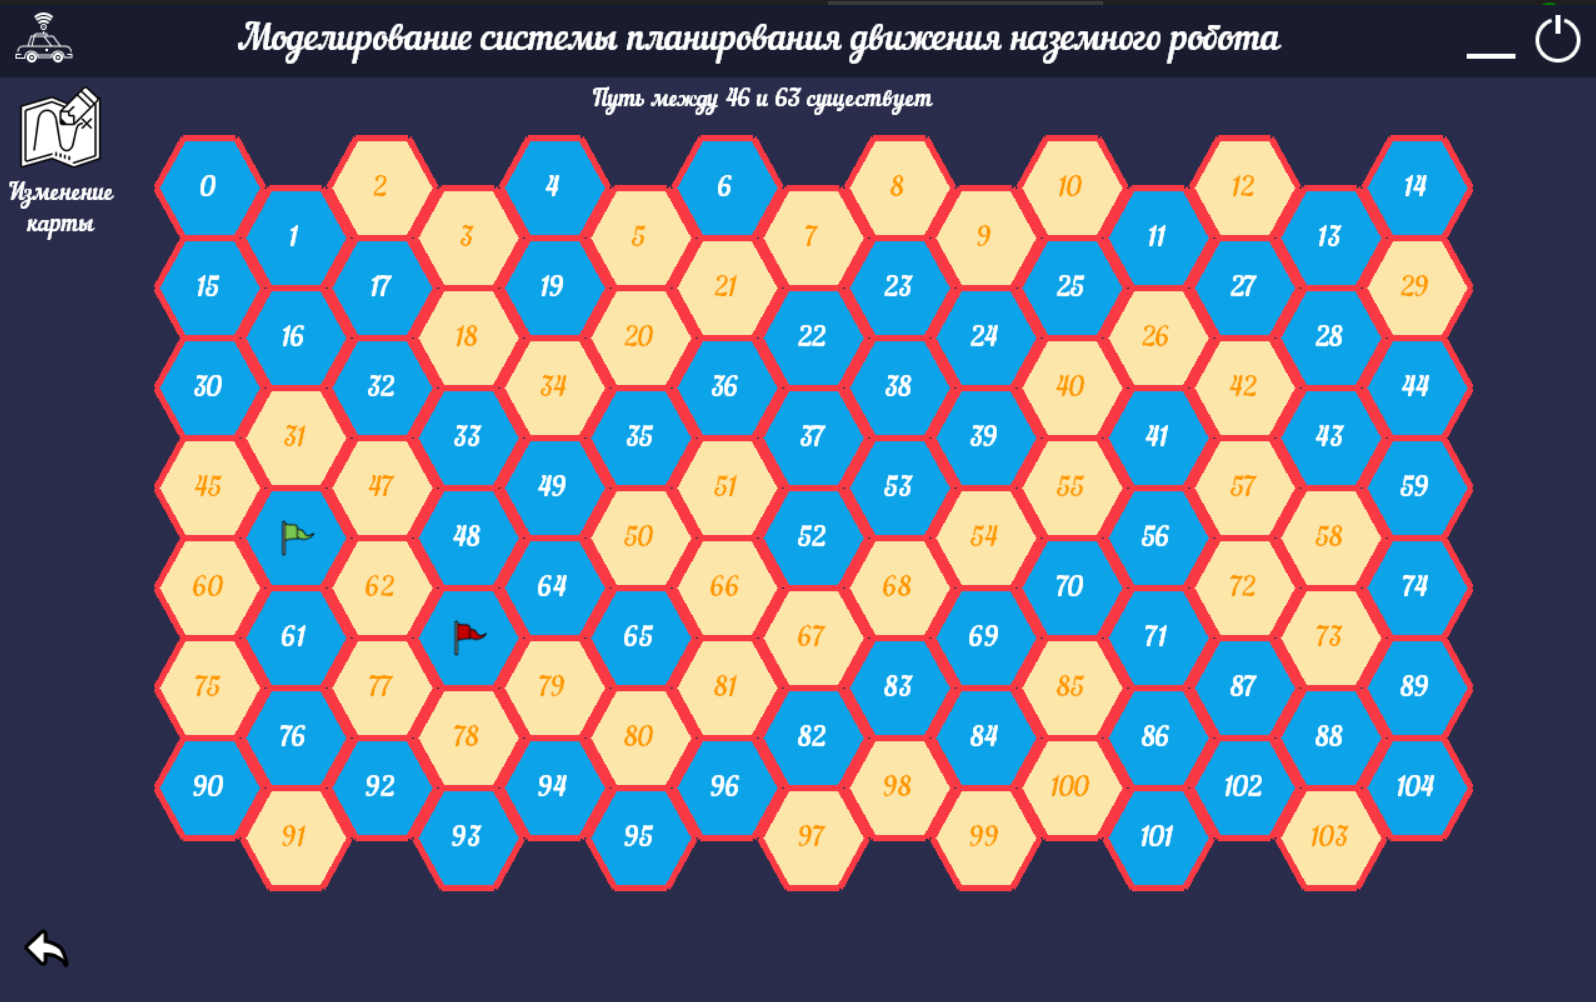 Моделирование системы планирования движения наземного робота
Путь между 46 и 63 существует
Изменение
карты
0 2 4 6 8 10 12 14
1 3 5 7 9 11 13
15 17 19 21 23 25 27 29
16 18 20 22 24 26 28
30 32 34 36 38 40 42 44
31 33 35 37 39 41 43
45 47 49 51 53 55 57 59
48 50 52 54 56 58
60 62 64 66 68 70 72 74
61 65 67 69 71 73
75 77 79 81 83 85 87 89
76 78 80 82 84 86 88
90 92 94 96 98 100 102 104
91 93 95 97 99 101 103